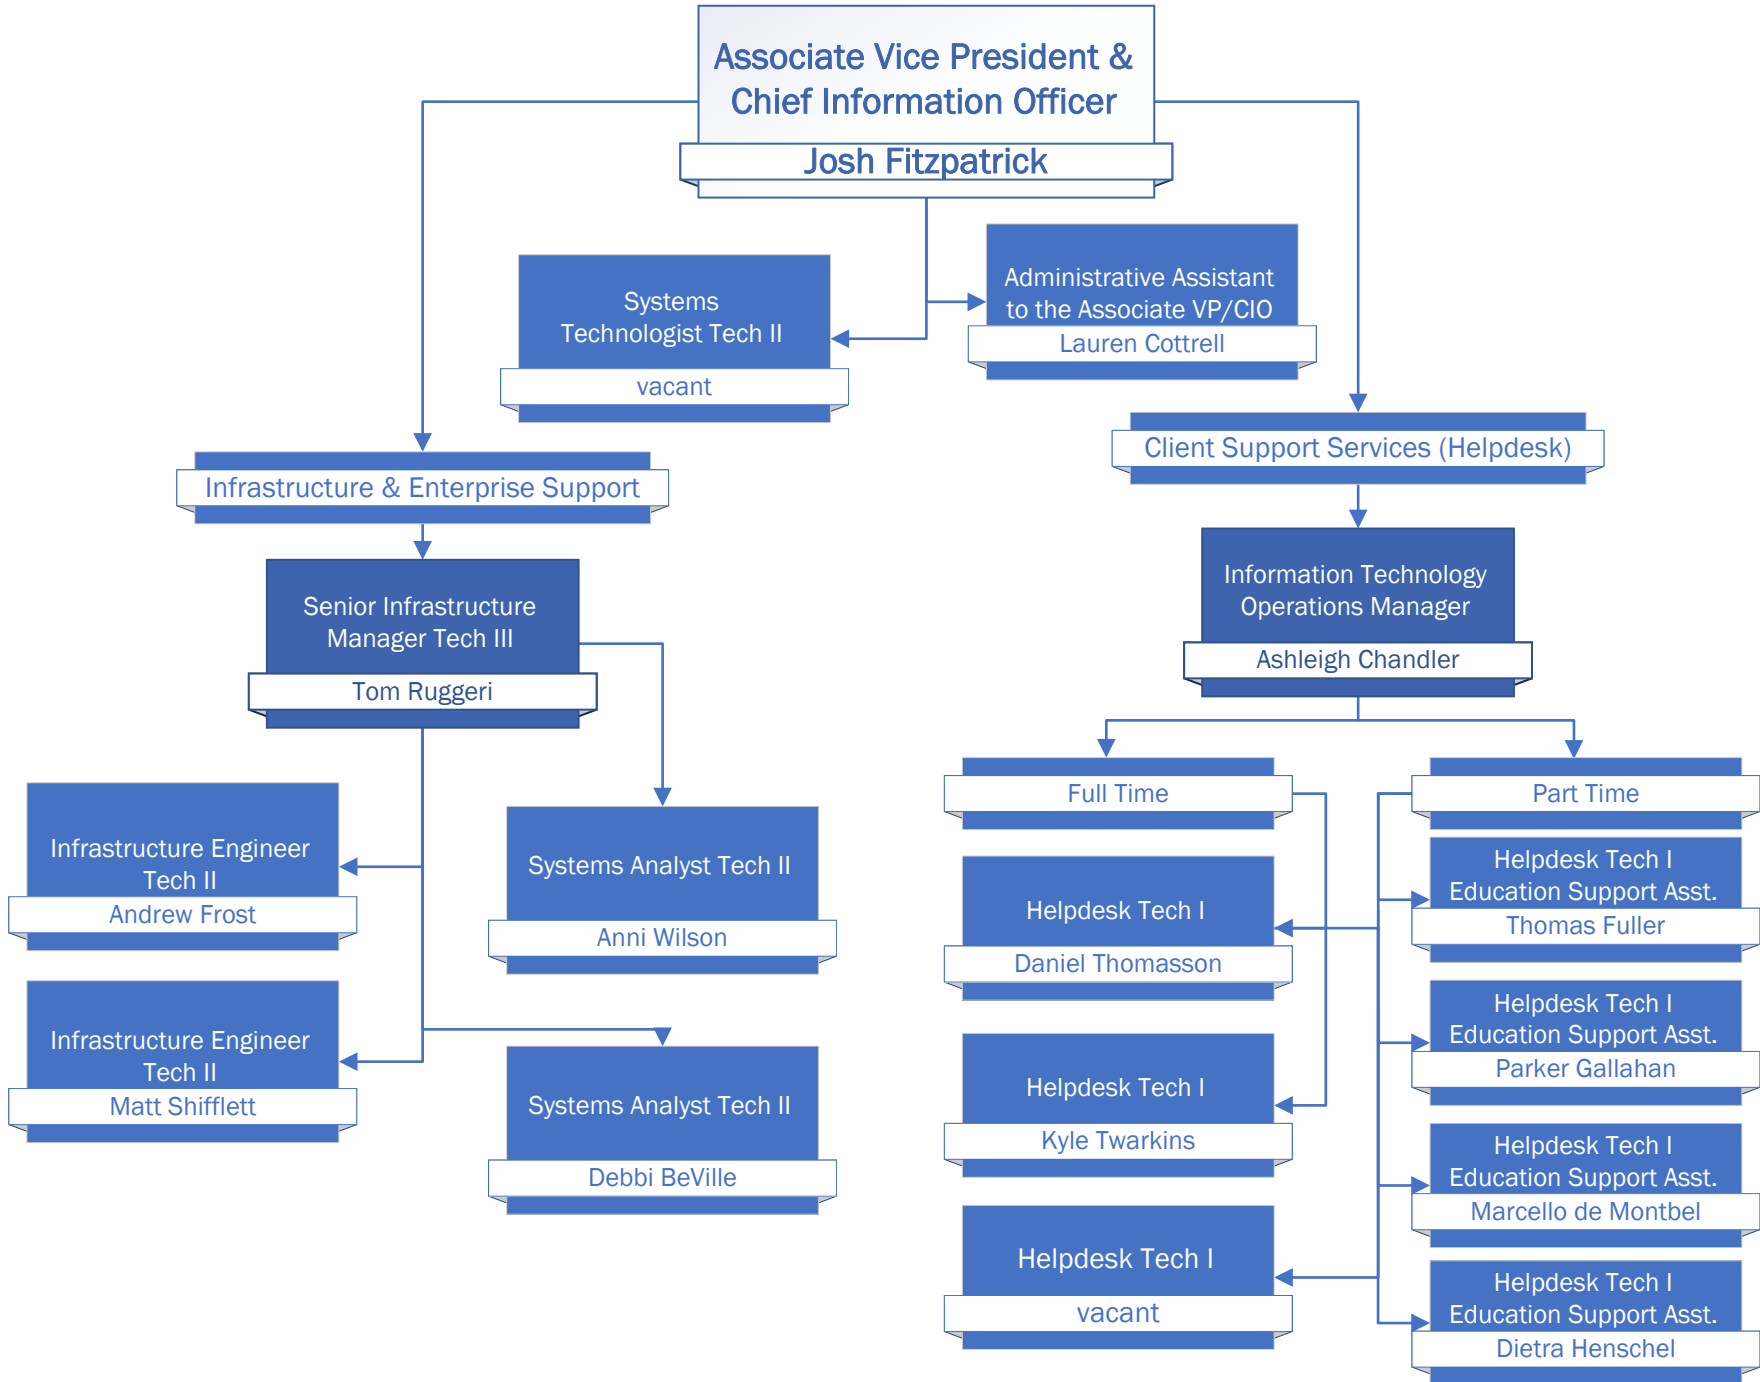 Associate Vice President &
Chief Information Officer
Josh Fitzpatrick
Administrative Assistant
to the Associate VP/CIO
Lauren Cottrell
Systems
Technologist Tech II
vacant
Infrastructure & Enterprise Support
Senior Infrastructure
Manager Tech III
Tom Ruggeri
Infrastructure Engineer
Tech II
Andrew Frost
Infrastructure Engineer
Tech II
Matt Shifflett
Systems Analyst Tech II
Anni Wilson
Systems Analyst Tech II
Debbi BeVille
Client Support Services (Helpdesk)
Information Technology
Operations Manager
Ashleigh Chandler
Full Time
Helpdesk Tech I
Daniel Thomasson
Helpdesk Tech I
Kyle Twarkins
Helpdesk Tech I
vacant
Part Time
Helpdesk Tech I
Education Support Asst.
Thomas Fuller
Helpdesk Tech I
Education Support Asst.
Parker Gallahan
Helpdesk Tech I
Education Support Asst.
Marcello de Montbel
Helpdesk Tech I
Education Support Asst.
Dietra Henschel